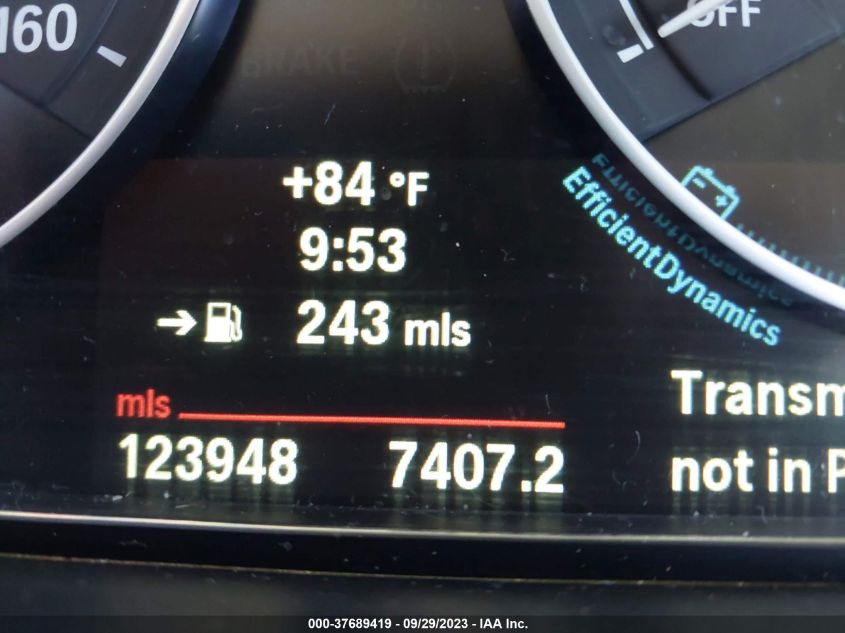 160
OFF
BRAKE
+84 °F
9:53
EfficientDynamics
243 mls
mls
123948 7407.2
Transm
not in P
000-37689419 - 09/29/2023 - IAA Inc.